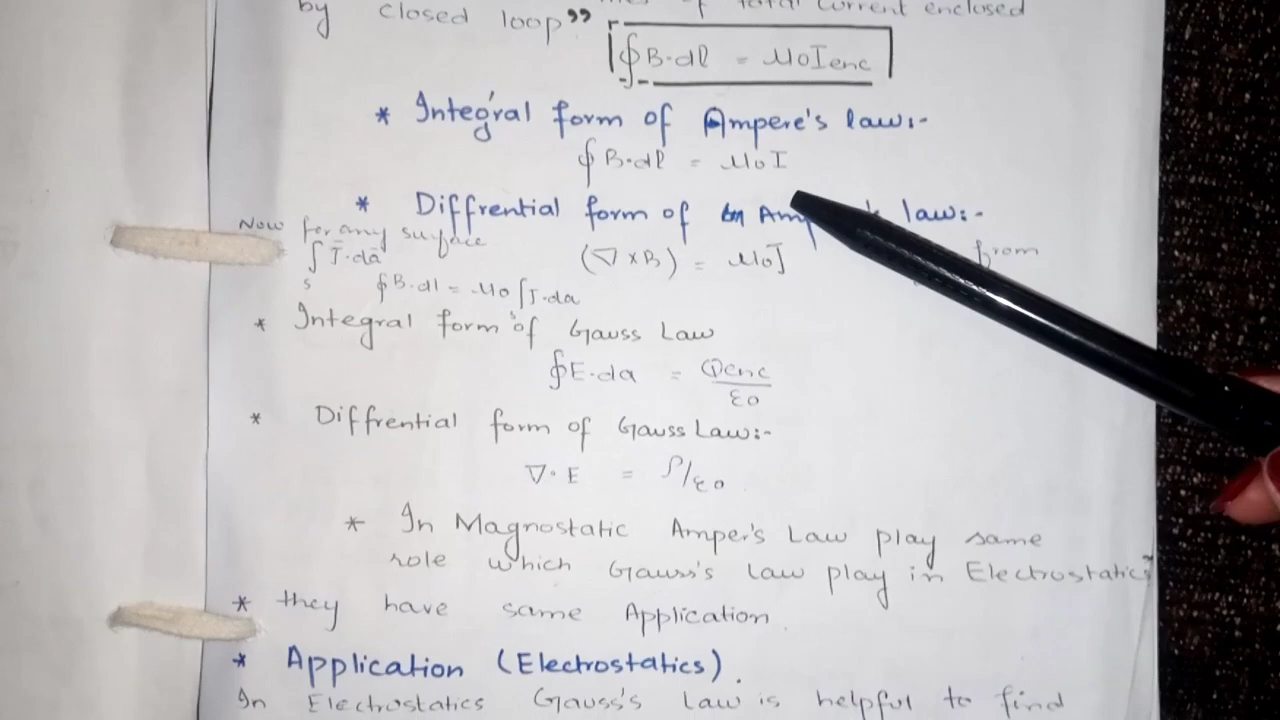 of total current enclosed
by closed loop"
∮B·dl = μ0Ienc
* Integral form of Ampere's law:-
∮B·dl = μ0I
* Diffrential form of law:-
Now for any surface
∫s J̄·dā (∇×B) = μ0J from
∮B·dl = μ0∫s J·da
* Integral form of Gauss Law
∮E·da = Qenc/ε0
* Diffrential form of Gauss Law:-
∇·E = ρ/ε0
* In Magnostatic Amper's Law play same
role which Gauss's law play in Electrostatics
* they have same Application.
* Application (Electrostatics).
In Electrostatics Gauss's Law is helpful to find